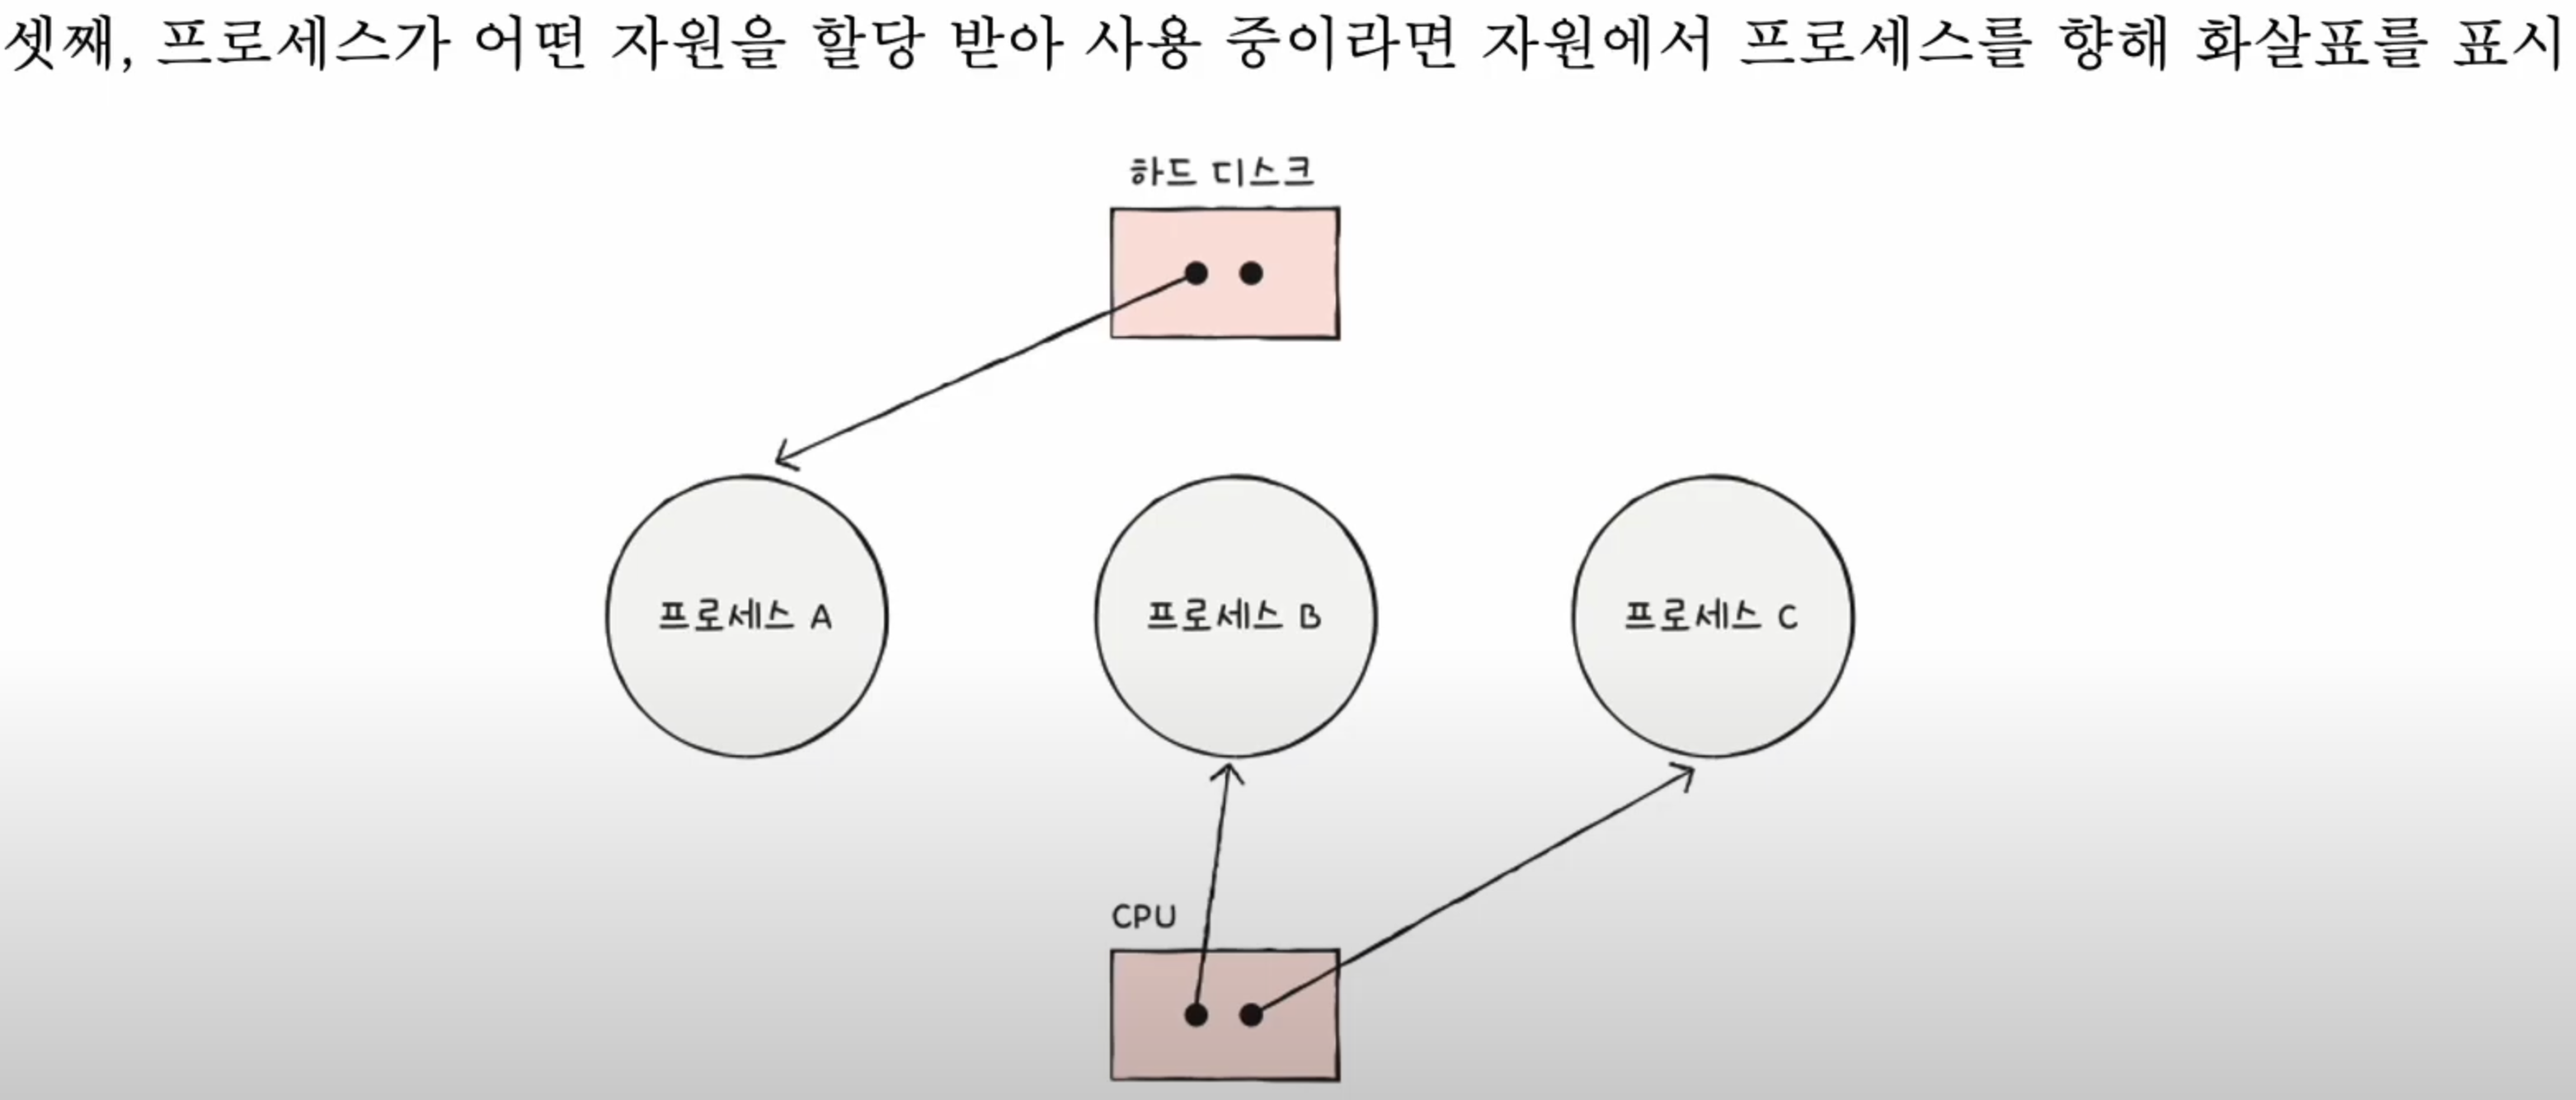 셋째, 프로세스가 어떤 자원을 할당 받아 사용 중이라면 자원에서 프로세스를 향해 화살표를 표시
하드 디스크
프로세스 A
프로세스 B
프로세스 C
CPU